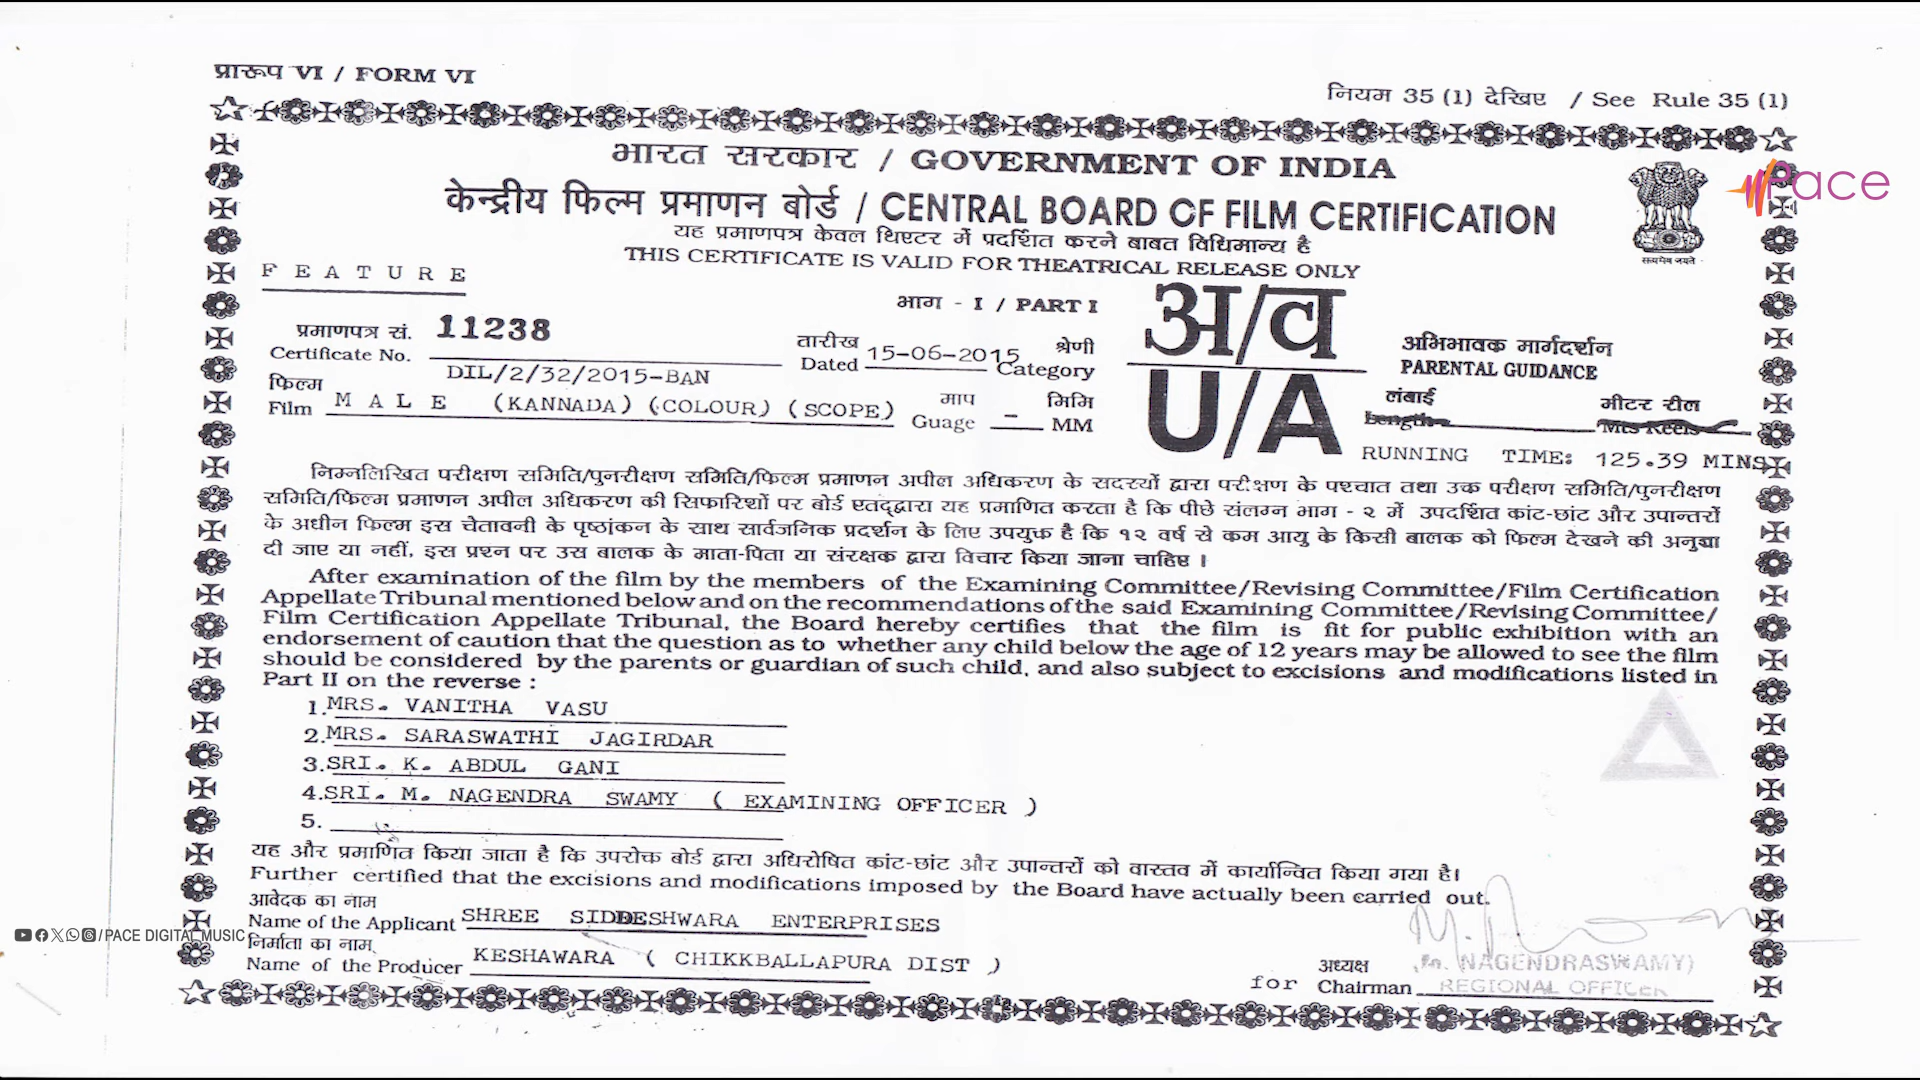 प्रारूप VI / FORM VI
नियम 35 (1) देखिए / See Rule 35 (1)
भारत सरकार / GOVERNMENT OF INDIA
Pace
केन्द्रीय फिल्म प्रमाणन बोर्ड / CENTRAL BOARD OF FILM CERTIFICATION
यह प्रमाणपत्र केवल थिएटर में प्रदर्शित करने बाबत विधिमान्य है
THIS CERTIFICATE IS VALID FOR THEATRICAL RELEASE ONLY
सत्यमेव जयते
FEATURE
भाग - I / PART I
अ/व
U/A
प्रमाणपत्र सं. 11238
Certificate No.
DIL/2/32/2015-BAN
तारीख
Dated 15-06-2015
श्रेणी
Category
अभिभावक मार्गदर्शन
PARENTAL GUIDANCE
फिल्म
Film MALE (KANNADA) (COLOUR) (SCOPE)
माप
Guage -
मिमि
MM
लंबाई
Length
मीटर रील
Mts Reels
RUNNING TIME: 125.39 MINS
निम्नलिखित परीक्षण समिति/पुनरीक्षण समिति/फिल्म प्रमाणन अपील अधिकरण के सदस्यों द्वारा परीक्षण के पश्चात तथा उक्त परीक्षण समिति/पुनरीक्षण
समिति/फिल्म प्रमाणन अपील अधिकरण की सिफारिशों पर बोर्ड एतद्द्वारा यह प्रमाणित करता है कि पीछे संलग्न भाग - २ में उपदर्शित कांट-छांट और उपान्तरों
के अधीन फिल्म इस चेतावनी के पृष्ठांकन के साथ सार्वजनिक प्रदर्शन के लिए उपयुक्त है कि १२ वर्ष से कम आयु के किसी बालक को फिल्म देखने की अनुज्ञा
दी जाए या नहीं, इस प्रश्न पर उस बालक के माता-पिता या संरक्षक द्वारा विचार किया जाना चाहिए ।
After examination of the film by the members of the Examining Committee/Revising Committee/Film Certification
Appellate Tribunal mentioned below and on the recommendations of the said Examining Committee/Revising Committee/
Film Certification Appellate Tribunal, the Board hereby certifies that the film is fit for public exhibition with an
endorsement of caution that the question as to whether any child below the age of 12 years may be allowed to see the film
should be considered by the parents or guardian of such child, and also subject to excisions and modifications listed in
Part II on the reverse :
1. MRS. VANITHA VASU
2. MRS. SARASWATHI JAGIRDAR
3. SRI. K. ABDUL GANI
4. SRI. M. NAGENDRA SWAMY ( EXAMINING OFFICER )
5.
यह और प्रमाणित किया जाता है कि उपरोक्त बोर्ड द्वारा अधिरोषित कांट-छांट और उपान्तरों को वास्तव में कार्यान्वित किया गया है।
Further certified that the excisions and modifications imposed by the Board have actually been carried out.
आवेदक का नाम
Name of the Applicant SHREE SIDDESHWARA ENTERPRISES
/PACE DIGITAL MUSIC
निर्माता का नाम
Name of the Producer KESHAWARA ( CHIKKBALLAPURA DIST )
for
अध्यक्ष
Chairman
NAGENDRASWAMY)
REGIONAL OFFICER